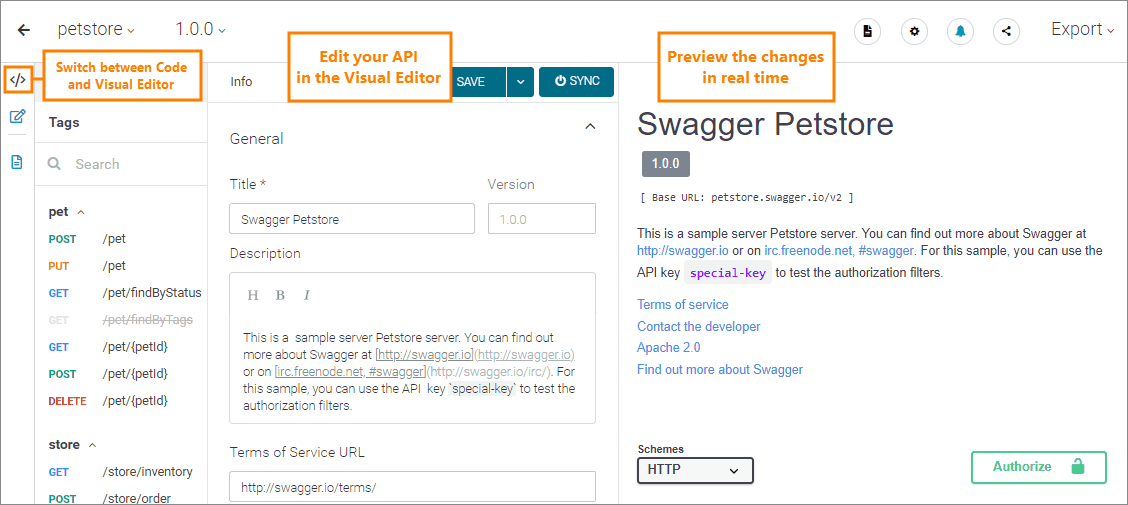 petstore
1.0.0
Export
</>
Switch between Code
and Visual Editor
Edit your API
in the Visual Editor
Preview the changes
in real time
Tags
Search
pet
POST /pet
PUT /pet
GET /pet/findByStatus
GET /pet/findByTags
GET /pet/{petId}
POST /pet/{petId}
DELETE /pet/{petId}
store
GET /store/inventory
POST /store/order
Info
SAVE
SYNC
General
Title *
Version
Swagger Petstore
1.0.0
Description
H B I
This is a sample server Petstore server. You can find out
more about Swagger at [http://swagger.io](http://swagger.io)
or on [irc.freenode.net, #swagger](http://swagger.io/irc/). For
this sample, you can use the API key `special-key` to test the
authorization filters.
Terms of Service URL
http://swagger.io/terms/
Swagger Petstore
1.0.0
[ Base URL: petstore.swagger.io/v2 ]
This is a sample server Petstore server. You can find out more about Swagger at
http://swagger.io or on irc.freenode.net, #swagger. For this sample, you can use the
API key special-key to test the authorization filters.
Terms of service
Contact the developer
Apache 2.0
Find out more about Swagger
Schemes
HTTP
Authorize